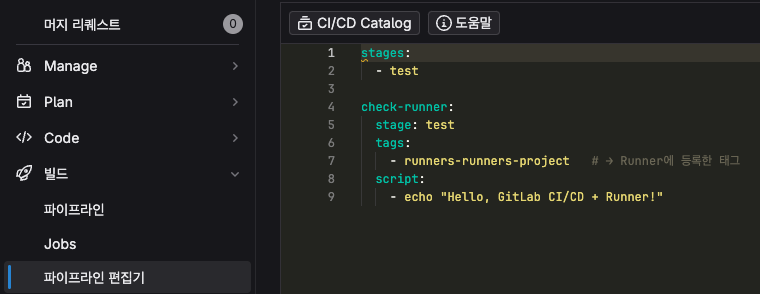 머지 리퀘스트 0
Manage
Plan
Code
빌드
파이프라인
Jobs
파이프라인 편집기
CI/CD Catalog 도움말
1 stages:
2 - test
3
4 check-runner:
5 stage: test
6 tags:
7 - runners-runners-project # → Runner에 등록한 태그
8 script:
9 - echo "Hello, GitLab CI/CD + Runner!"